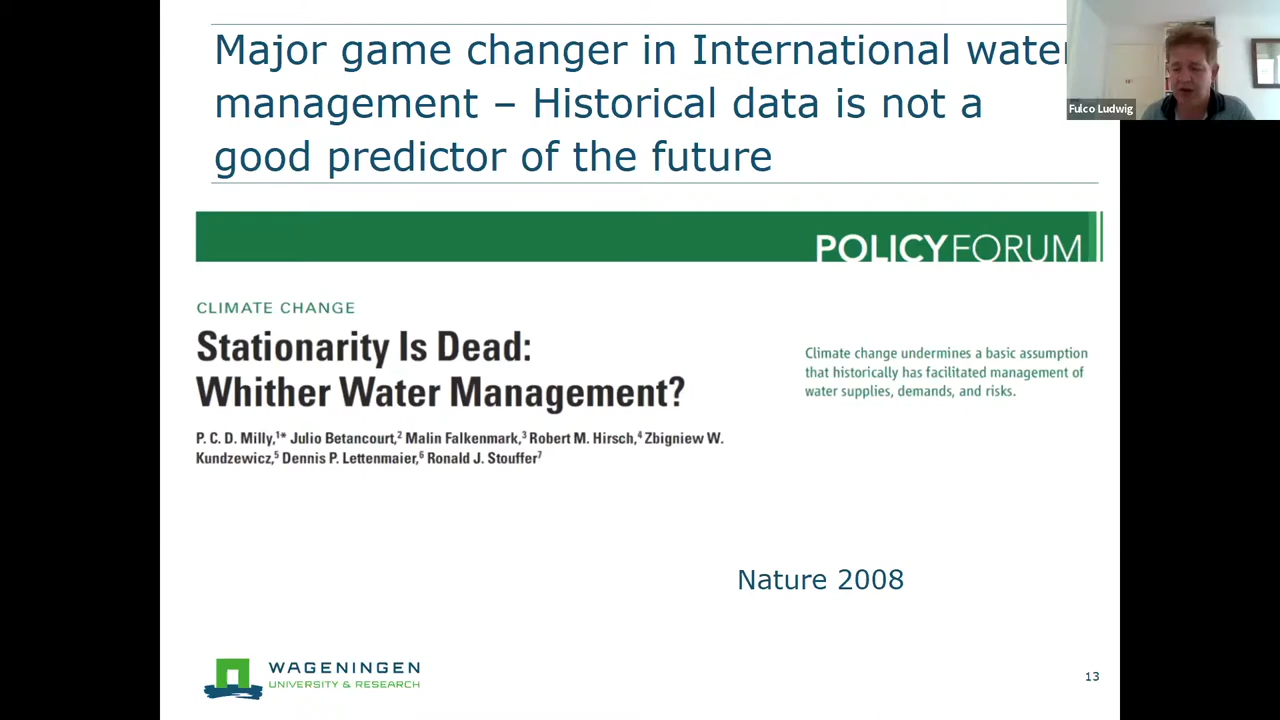 Major game changer in International water
management – Historical data is not a
good predictor of the future
Fulco Ludwig
POLICYFORUM
CLIMATE CHANGE
Stationarity Is Dead:
Whither Water Management?
Climate change undermines a basic assumption
that historically has facilitated management of
water supplies, demands, and risks.
P. C. D. Milly,¹* Julio Betancourt,² Malin Falkenmark,³ Robert M. Hirsch,⁴ Zbigniew W.
Kundzewicz,⁵ Dennis P. Lettenmaier,⁶ Ronald J. Stouffer⁷
Nature 2008
WAGENINGEN
UNIVERSITY & RESEARCH
13